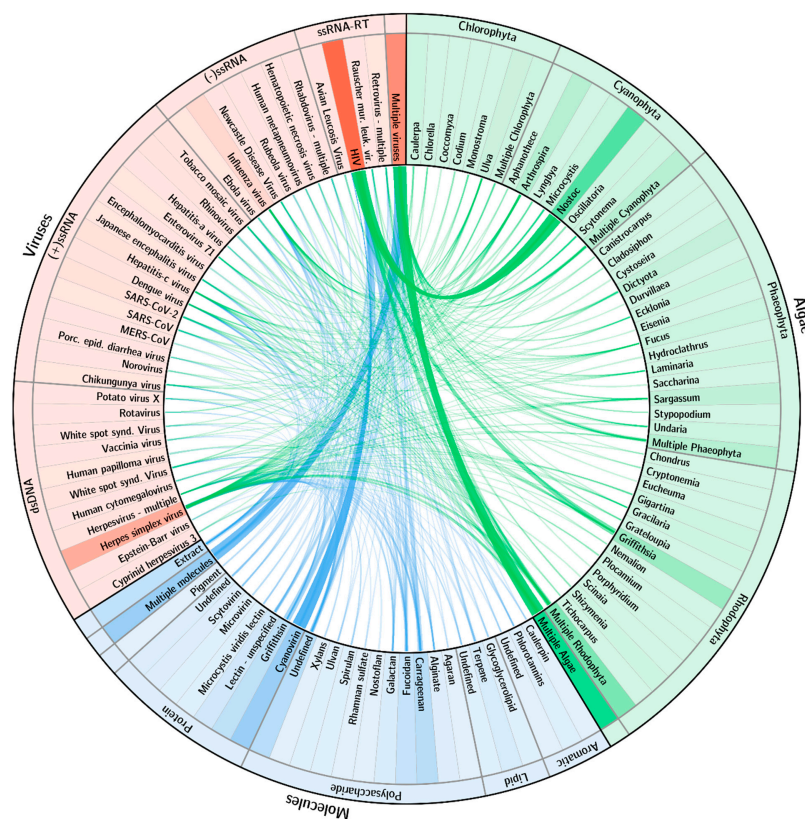 Chlorophyta
Caulerpa
Chlorella
Coccomyxa
Codium
Monostroma
Ulva
Multiple Chlorophyta
Cyanophyta
Aphanothece
Arthrospira
Lyngbya
Microcystis
Nostoc
Oscillatoria
Scytonema
Multiple Cyanophyta
Phaeophyta
Canistrocarpus
Cladosiphon
Cystoseira
Dictyota
Durvillaea
Ecklonia
Eisenia
Fucus
Hydroclathrus
Laminaria
Saccharina
Sargassum
Stypopodium
Undaria
Multiple Phaeophyta
Algae
Rhodophyta
Chondrus
Cryptonemia
Eucheuma
Gigartina
Gracilaria
Grateloupia
Griffithsia
Nemalion
Plocamium
Porphyridium
Scinaia
Shizymenia
Tichocarpus
Multiple Rhodophyta
Multiple Algae
Aromatic
Caulerpin
Phlorotannins
Undefined
Lipid
Glycoglycerolipid
Terpene
Undefined
Polysaccharide
Agaran
Alginate
Carrageenan
Fucoidan
Galactan
Nostoflan
Rhamnan sulfate
Spirulan
Ulvan
Xylane
Undefined
Molecules
Protein
Cyanovirin
Griffithsin
Lectin - unspecified
Microcystis viridis lectin
Microvirin
Scytovirin
Undefined
Pigment
Multiple molecules
Extract
dsDNA
Cyprinid herpesvirus 3
Epstein-Barr virus
Herpes simplex virus
Herpesvirus - multiple
Human cytomegalovirus
White spot synd. Virus
Human papilloma virus
Vaccinia virus
White spot synd. Virus
Rotavirus
Potato virus X
Viruses
(+)ssRNA
Chikungunya virus
Norovirus
Porc. epid. diarrhea virus
MERS-CoV
SARS-CoV
SARS-CoV-2
Dengue virus
Hepatitis-c virus
Japanese encephalitis virus
Encephalomyocarditis virus
Enterovirus 71
Hepatitis-a virus
Rhinovirus
Tobacco mosaic virus
(-)ssRNA
Ebola virus
Influenza virus
Newcastle Disease Virus
Rubeola virus
Human metapneumovirus
Hematopoietic necrosis virus
Rhabdovirus - multiple
ssRNA-RT
Avian Leucosis Virus
HIV
Rauscher mur. leuk. vir.
Retrovirus - multiple
Multiple viruses